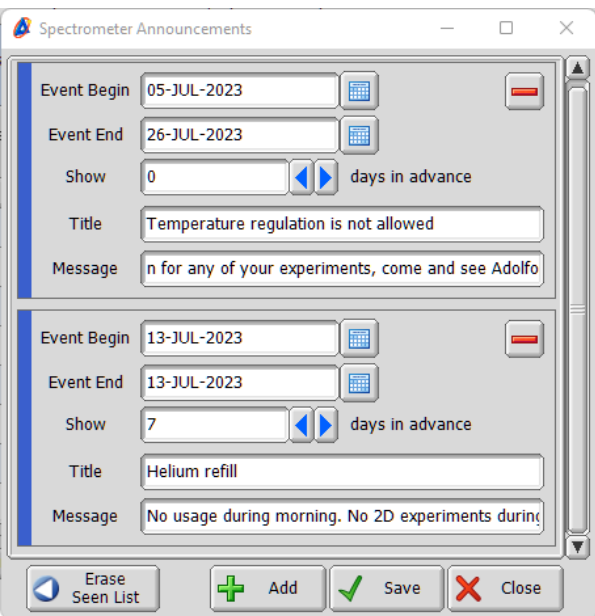 Spectrometer Announcements
Event Begin 05-JUL-2023
Event End 26-JUL-2023
Show 0 days in advance
Title Temperature regulation is not allowed
Message n for any of your experiments, come and see Adolfo
Event Begin 13-JUL-2023
Event End 13-JUL-2023
Show 7 days in advance
Title Helium refill
Message No usage during morning. No 2D experiments during
Erase
Seen List Add Save Close